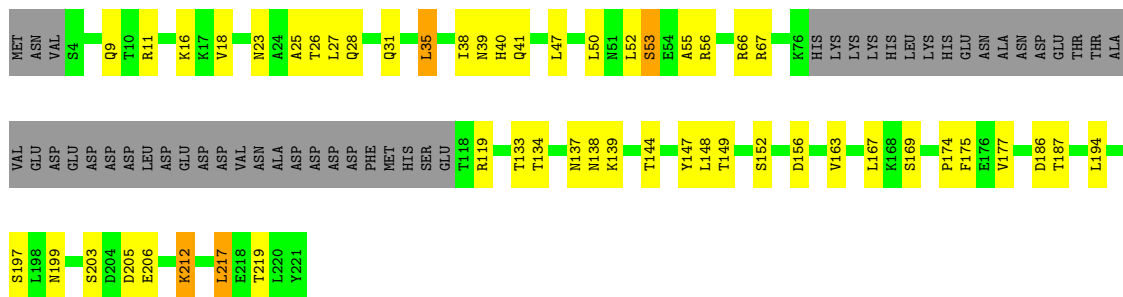 MET ASN VAL S4 Q9 T10 R11 K16 K17 V18 N23 A24 A25 T26 L27 Q28 Q31 L35 I38 N39 H40 Q41 L47 L50 N51 L52 S53 E54 A55 R56 R66 R67 K76 HIS LYS LYS LYS HIS LEU LYS HIS GLU ASN ALA ASN ASP GLU THR THR ALA
VAL GLU GLU ASP ASP ASP LEU ASP GLU ASP ASP VAL ASN ALA ASP ASP ASP ASP PHE MET HIS SER GLU T118 R119 T133 T134 N137 N138 K139 T144 Y147 L148 T149 S152 D156 V163 L167 K168 S169 P174 F175 E176 V177 D186 T187 L194
S197 L198 N199 S203 D204 D205 E206 K212 L217 E218 T219 L220 Y221